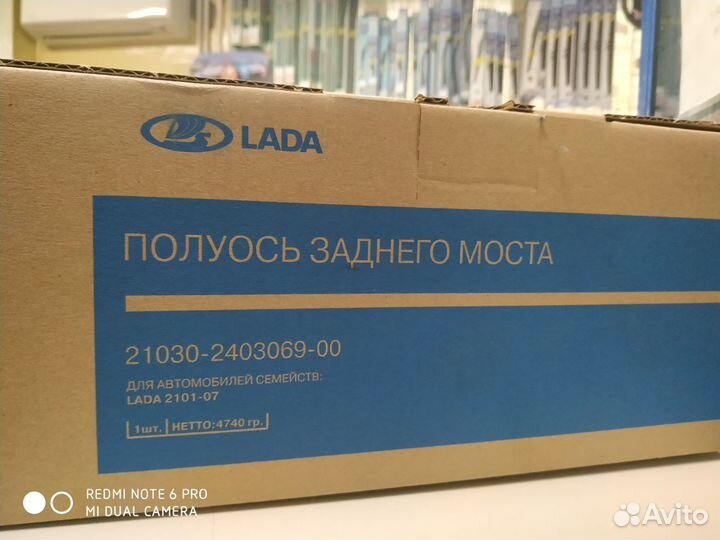 LADA
ПОЛУОСЬ ЗАДНЕГО МОСТА
21030-2403069-00
ДЛЯ АВТОМОБИЛЕЙ СЕМЕЙСТВ:
LADA 2101-07
1шт. НЕТТО:4740 гр.
REDMI NOTE 6 PRO
MI DUAL CAMERA
Avito